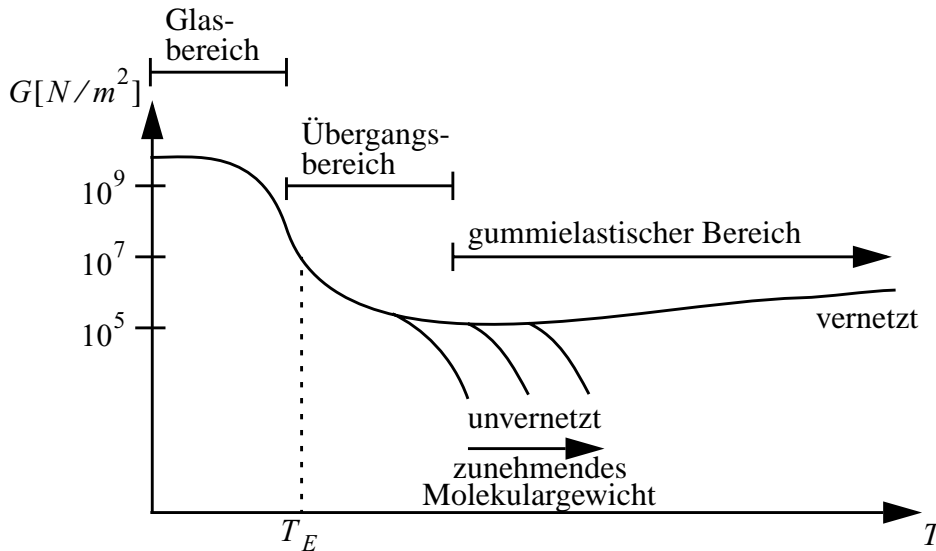 Glas-
bereich
G[N/m²]
Übergangs-
bereich
10⁹
gummielastischer Bereich
10⁷
10⁵
vernetzt
unvernetzt
zunehmendes
Molekulargewicht
T_E
T